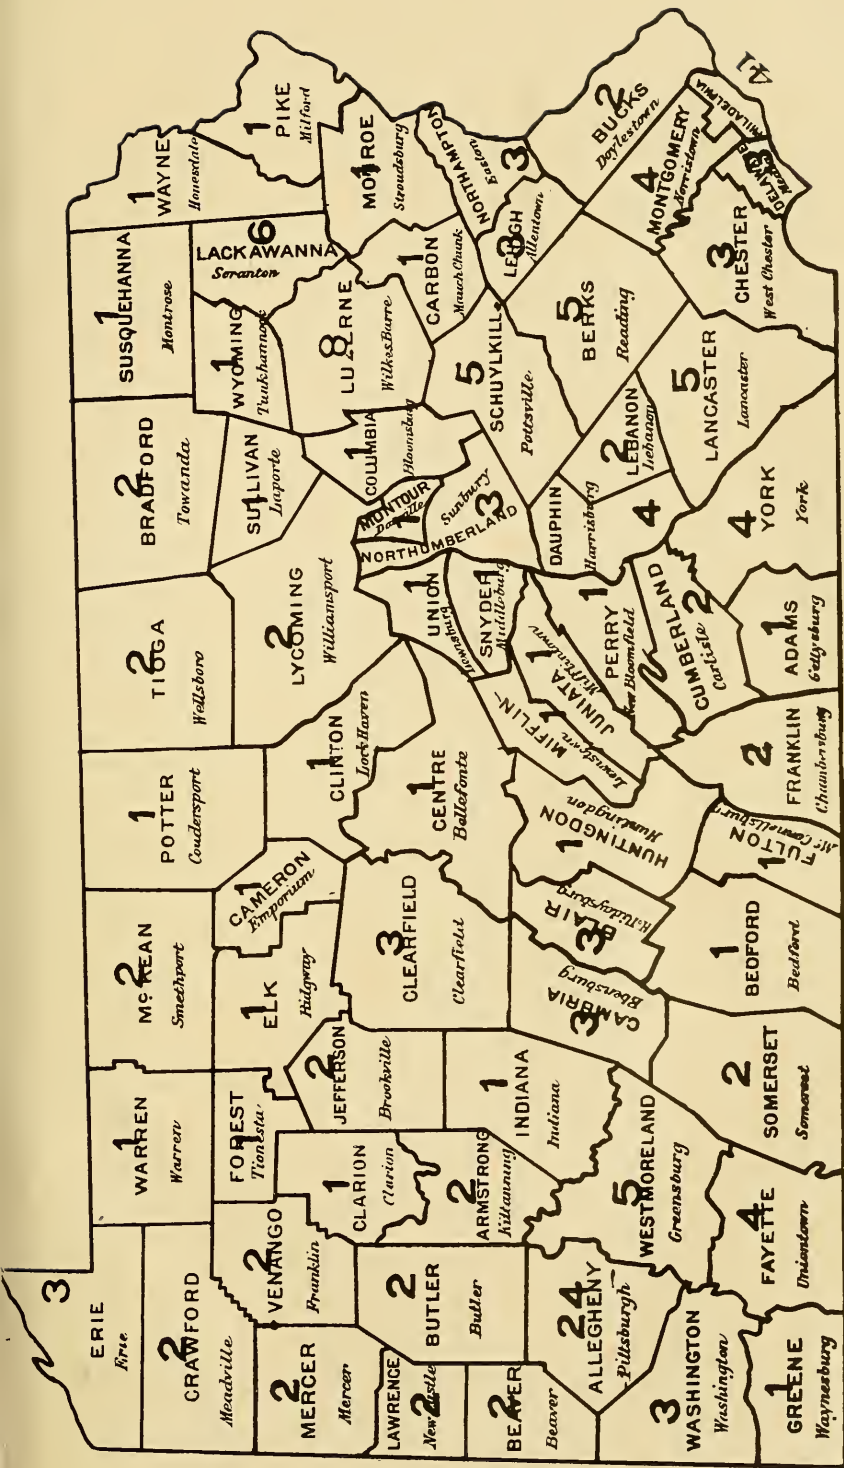 3
ERIE
Erie
2
CRAWFORD
Meadville
2
MERCER
Mercer
LAWRENCE
2
New Castle
2
BEAVER
Beaver
3
WASHINGTON
Washington
1
GREENE
Waynesburg
1
WARREN
Warren
FOREST
1
Tionesta
2
VENANGO
Franklin
1
CLARION
Clarion
2
BUTLER
Butler
2
ARMSTRONG
Kittanning
24
ALLEGHENY
Pittsburgh
5
WESTMORELAND
Greensburg
4
FAYETTE
Uniontown
2
McKEAN
Smethport
1
ELK
Ridgway
2
JEFFERSON
Brookville
1
INDIANA
Indiana
2
SOMERSET
Somerset
1
CAMERON
Emporium
3
CLEARFIELD
Clearfield
CAMBRIA
3
Ebensburg
BLAIR
3
Hollidaysburg
1
BEDFORD
Bedford
1
POTTER
Coudersport
1
CLINTON
Lock Haven
1
CENTRE
Bellefonte
HUNTINGDON
1
Huntingdon
FULTON
1
McConnellsburg
2
FRANKLIN
Chambersburg
2
TIOGA
Wellsboro
2
LYCOMING
Williamsport
UNION
1
Lewisburg
SNYDER
1
Middleburg
MIFFLIN
1
Lewistown
JUNIATA
1
Mifflintown
1
PERRY
New Bloomfield
CUMBERLAND
2
Carlisle
1
ADAMS
Gettysburg
2
BRADFORD
Towanda
SULLIVAN
1
Laporte
1
COLUMBIA
Bloomsburg
MONTOUR
1
Danville
NORTHUMBERLAND
3
Sunbury
DAUPHIN
4
Harrisburg
2
LEBANON
Lebanon
4
YORK
York
1
SUSQUEHANNA
Montrose
1
WYOMING
Tunkhannock
LACKAWANNA
6
Scranton
8
LUZERNE
Wilkes Barre
1
CARBON
Mauch Chunk
5
SCHUYLKILL
Pottsville
5
BERKS
Reading
5
LANCASTER
Lancaster
1
WAYNE
Honesdale
1
PIKE
Milford
1
MONROE
Stroudsburg
NORTHAMPTON
3
Easton
LEHIGH
3
Allentown
2
BUCKS
Doylestown
4
MONTGOMERY
Norristown
3
CHESTER
West Chester
DELAWARE
3
Media
PHILADELPHIA
41